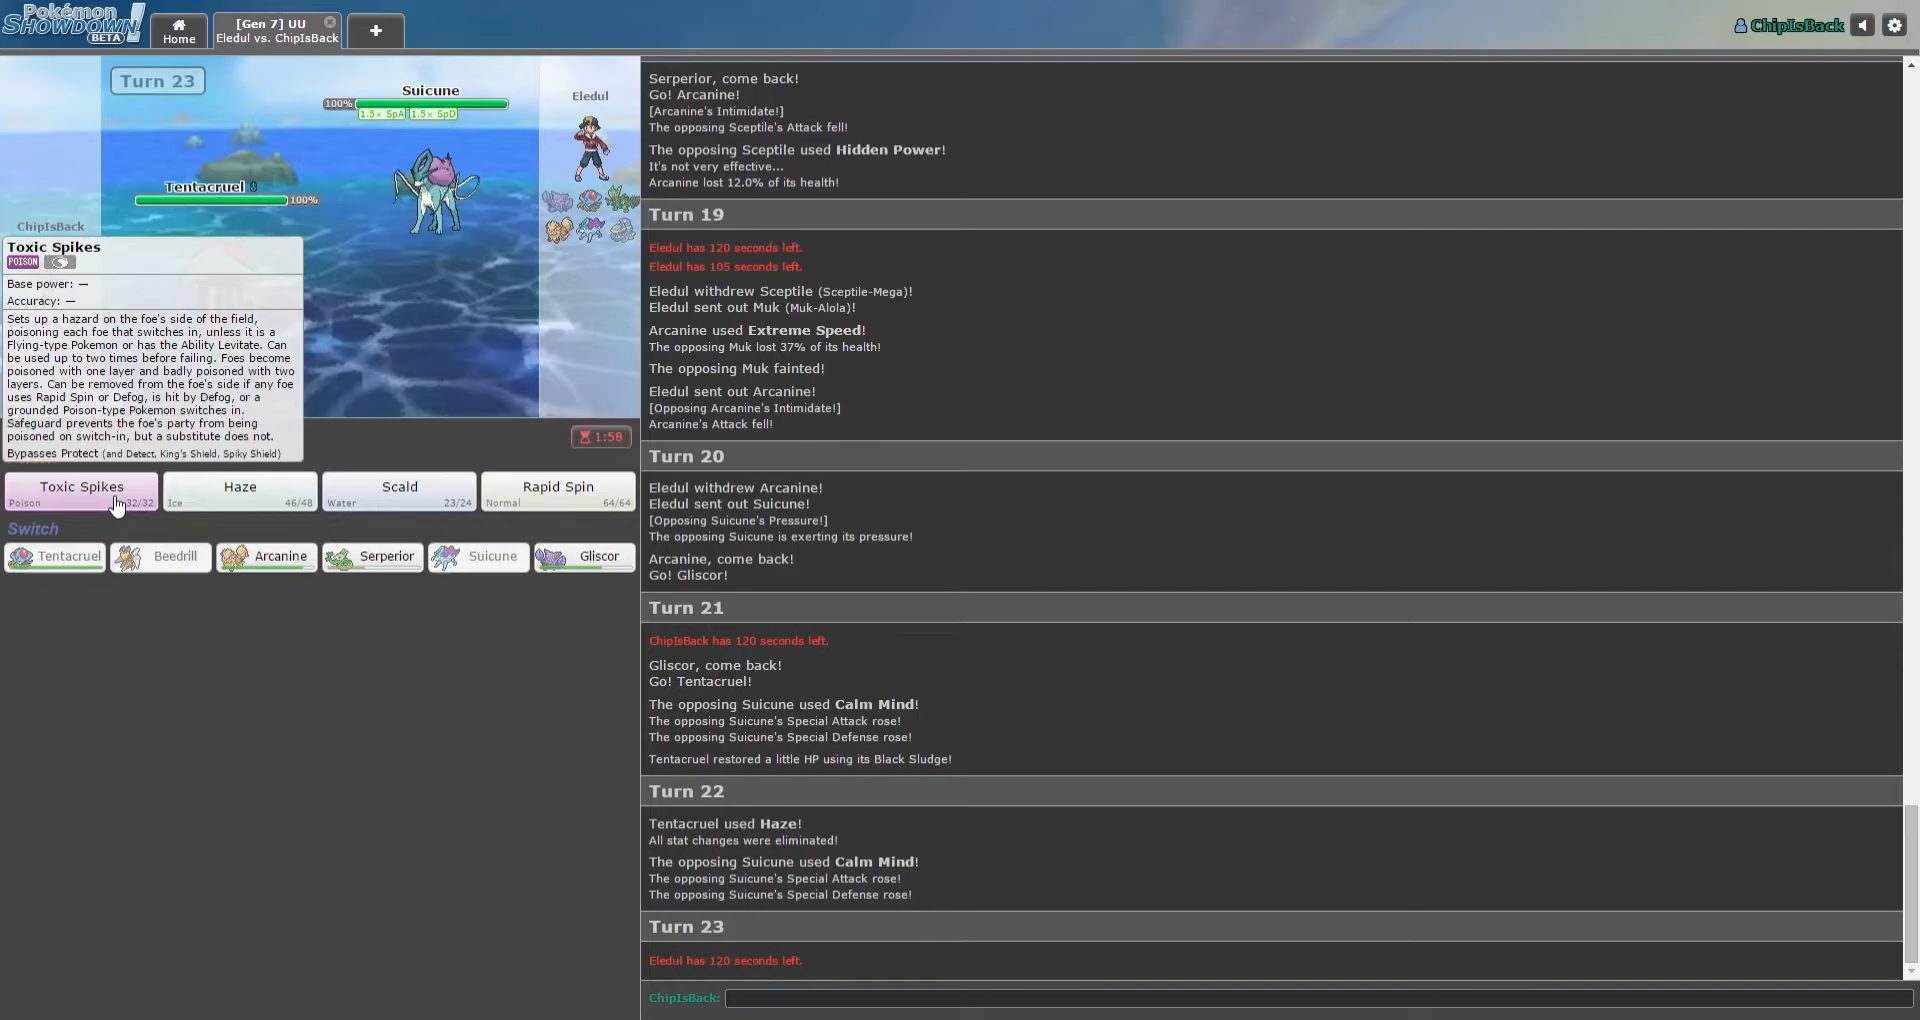 Pokémon
SHOWDOWN!
BETA
Home
[Gen 7] UU
Eledul vs. ChipIsBack
+
ChipIsBack
Turn 23
Suicune
100%
1.5× SpA 1.5× SpD
Eledul
Tentacruel
100%
ChipIsBack
Toxic Spikes
POISON
Base power: —
Accuracy: —
Sets up a hazard on the foe's side of the field,
poisoning each foe that switches in, unless it is a
Flying-type Pokemon or has the Ability Levitate. Can
be used up to two times before failing. Foes become
poisoned with one layer and badly poisoned with two
layers. Can be removed from the foe's side if any foe
uses Rapid Spin or Defog, is hit by Defog, or a
grounded Poison-type Pokemon switches in.
Safeguard prevents the foe's party from being
poisoned on switch-in, but a substitute does not.
Bypasses Protect (and Detect, King's Shield, Spiky Shield)
1:58
Toxic Spikes
Poison 32/32
Haze
Ice 46/48
Scald
Water 23/24
Rapid Spin
Normal 64/64
Switch
Tentacruel Beedrill Arcanine Serperior Suicune Gliscor
Serperior, come back!
Go! Arcanine!
[Arcanine's Intimidate!]
The opposing Sceptile's Attack fell!
The opposing Sceptile used Hidden Power!
It's not very effective...
Arcanine lost 12.0% of its health!
Turn 19
Eledul has 120 seconds left.
Eledul has 105 seconds left.
Eledul withdrew Sceptile (Sceptile-Mega)!
Eledul sent out Muk (Muk-Alola)!
Arcanine used Extreme Speed!
The opposing Muk lost 37% of its health!
The opposing Muk fainted!
Eledul sent out Arcanine!
[Opposing Arcanine's Intimidate!]
Arcanine's Attack fell!
Turn 20
Eledul withdrew Arcanine!
Eledul sent out Suicune!
[Opposing Suicune's Pressure!]
The opposing Suicune is exerting its pressure!
Arcanine, come back!
Go! Gliscor!
Turn 21
ChipIsBack has 120 seconds left.
Gliscor, come back!
Go! Tentacruel!
The opposing Suicune used Calm Mind!
The opposing Suicune's Special Attack rose!
The opposing Suicune's Special Defense rose!
Tentacruel restored a little HP using its Black Sludge!
Turn 22
Tentacruel used Haze!
All stat changes were eliminated!
The opposing Suicune used Calm Mind!
The opposing Suicune's Special Attack rose!
The opposing Suicune's Special Defense rose!
Turn 23
Eledul has 120 seconds left.
ChipIsBack: